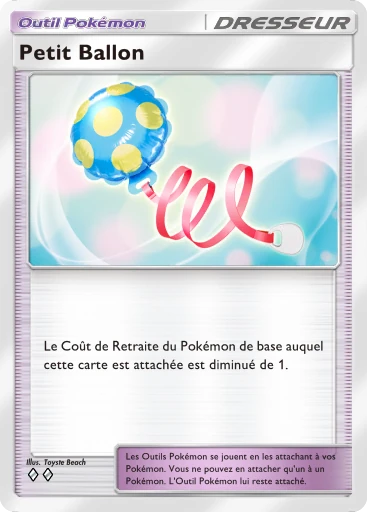 Outil Pokémon
DRESSEUR
Petit Ballon
Le Coût de Retraite du Pokémon de base auquel
cette carte est attachée est diminué de 1.
Illus. Toyste Beach
Les Outils Pokémon se jouent en les attachant à vos
Pokémon. Vous ne pouvez en attacher qu'un à un
Pokémon. L'Outil Pokémon lui reste attaché.